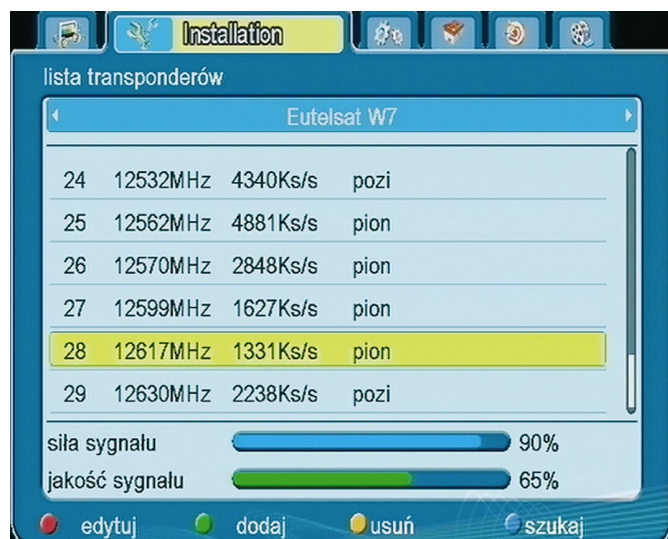 Installation
lista transponderów
Eutelsat W7
24 12532MHz 4340Ks/s pozi
25 12562MHz 4881Ks/s pion
26 12570MHz 2848Ks/s pion
27 12599MHz 1627Ks/s pion
28 12617MHz 1331Ks/s pion
29 12630MHz 2238Ks/s pozi
siła sygnału 90%
jakość sygnału 65%
edytuj dodaj usuń szukaj